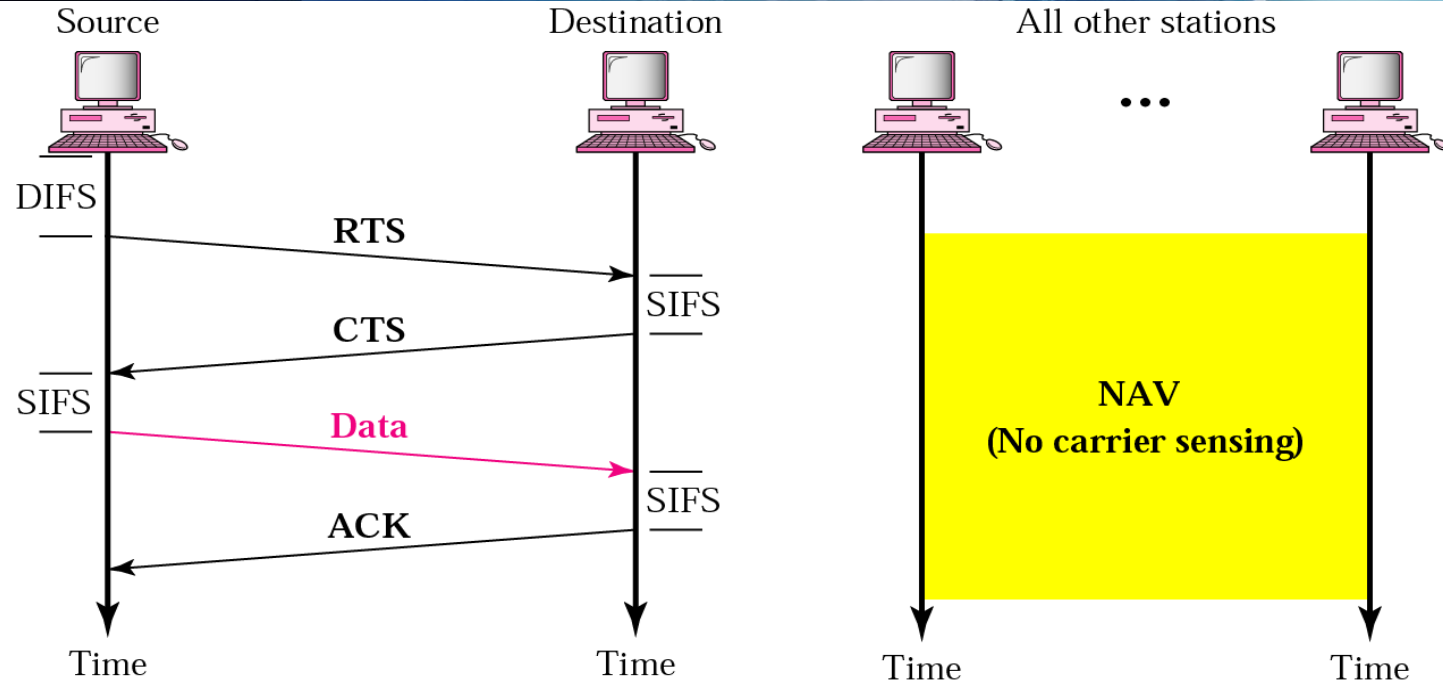 Source
Destination
All other stations
...
DIFS
RTS
SIFS
CTS
SIFS
Data
SIFS
ACK
NAV
(No carrier sensing)
Time
Time
Time
Time